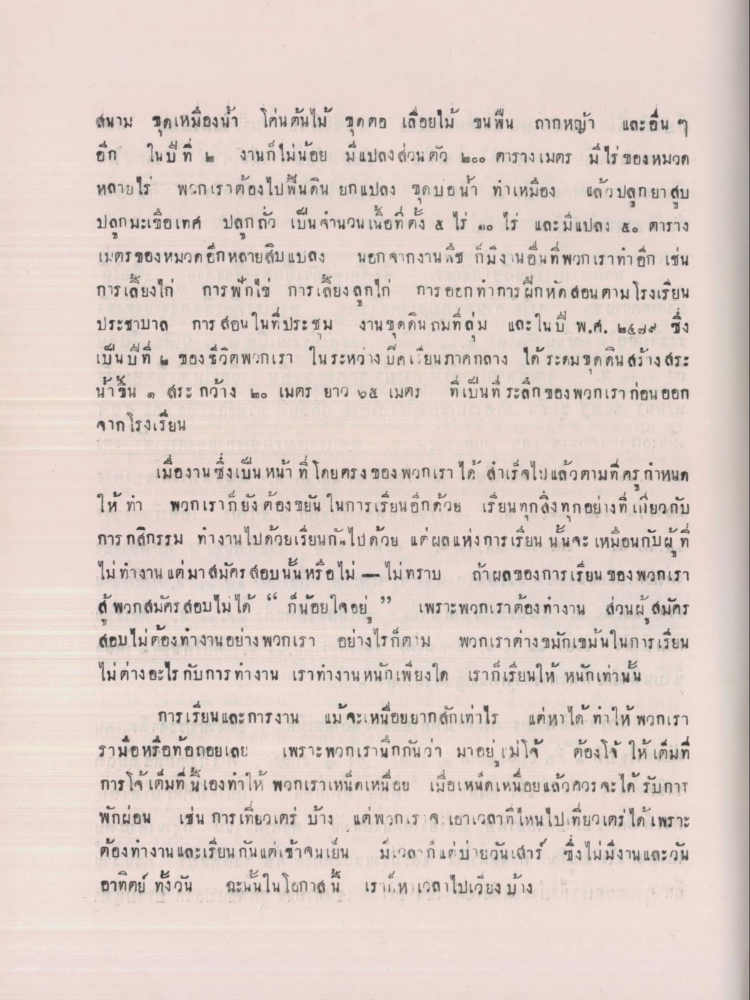 สนาม ขุดเหมืองน้ำ โค่นต้นไม้ ขุดตอ เลื่อยไม้ ขนฟืน ถากหญ้า และอื่น ๆ
อีก ในปีที่ ๒ งานก็ไม่น้อย มีแปลงส่วนตัว ๒๐๐ ตารางเมตร มีไร่ของหมวด
หลายไร่ พวกเราต้องไปฟื้นดิน ยกแปลง ขุดบ่อน้ำ ทำเหมือง แล้วปลูกยาสูบ
ปลูกมะเขือเทศ ปลูกถั่ว เป็นจำนวนเนื้อที่ตั้ง ๕ ไร่ ๑๐ ไร่ และมีแปลง ๕๐ ตาราง
เมตรของหมวดอีกหลายสิบแปลง นอกจากงานพืช ก็มีงานอื่นที่พวกเราทำอีก เช่น
การเลี้ยงไก่ การฟักไข่ การเลี้ยงลูกไก่ การออกทำการฝึกหัดสอนตามโรงเรียน
ประชาบาล การสอนในที่ประชุม งานขุดดินถมที่ลุ่ม และในปี พ.ศ. ๒๔๗๙ ซึ่ง
เป็นปีที่ ๒ ของชีวิตพวกเรา ในระหว่างปิดเรียนภาคกลาง ได้ระดมขุดดินสร้างสระ
น้ำขึ้น ๑ สระ กว้าง ๒๐ เมตร ยาว ๖๕ เมตร ที่เป็นที่ระลึกของพวกเราก่อนออก
จากโรงเรียน
เมื่องานซึ่งเป็นหน้าที่โดยตรงของพวกเราได้สำเร็จไปแล้วตามที่ครูกำหนด
ให้ทำ พวกเราก็ยังต้องขยันในการเรียนอีกด้วย เรียนทุกสิ่งทุกอย่างที่เกี่ยวกับ
การกสิกรรม ทำงานไปด้วยเรียนกันไปด้วย แต่ผลแห่งการเรียนนั้นจะเหมือนกับผู้ที่
ไม่ทำงานแต่มาสมัครสอบนั้นหรือไม่ — ไม่ทราบ ถ้าผลของการเรียนของพวกเรา
สู้พวกสมัครสอบไม่ได้ “ ก็น้อยใจอยู่ ” เพราะพวกเราต้องทำงาน ส่วนผู้สมัคร
สอบไม่ต้องทำงานอย่างพวกเรา อย่างไรก็ตาม พวกเราต่างขมักเขม้นในการเรียน
ไม่ต่างอะไรกับการทำงาน เราทำงานหนักเพียงใด เราก็เรียนให้หนักเท่านั้น
การเรียนและการงาน แม้จะเหนื่อยยากสักเท่าไร แต่หาได้ทำให้พวกเรา
รามือหรือท้อถอยเลย เพราะพวกเรานึกกันว่า มาอยู่แม่โจ้ ต้องโจ้ให้เต็มที่
การโจ้เต็มที่นี้เองทำให้พวกเราเหน็ดเหนื่อย เมื่อเหน็ดเหนื่อยแล้วควรจะได้รับการ
พักผ่อน เช่นการเที่ยวเตร่บ้าง แต่พวกเราจะเอาเวลาที่ไหนไปเที่ยวเตร่ได้เพราะ
ต้องทำงานและเรียนกันแต่เช้าจนเย็น มีเวลาก็แต่บ่ายวันเสาร์ ซึ่งไม่มีงานและวัน
อาทิตย์ทั้งวัน ฉะนั้นในโอกาสนี้ เราก็หาเวลาไปเวียงบ้าง